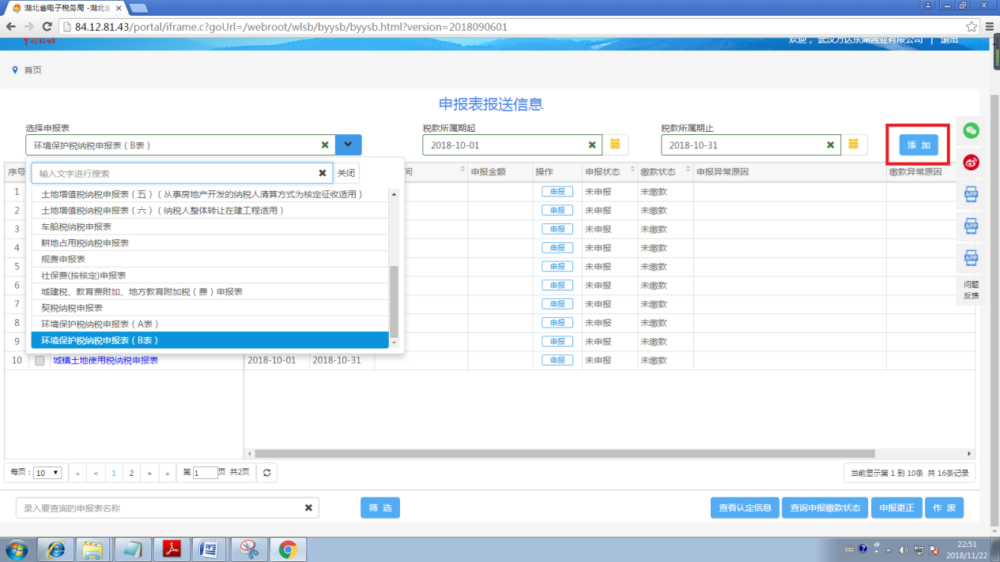 湖北省电子税务局 -湖北省
84.12.81.43/portal/iframe.c?goUrl=/webroot/wlsb/byysb/byysb.html?version=2018090601
欢迎，武汉万达东湖置业有限公司 | 退出
首页
申报表报送信息
选择申报表 税款所属期起 税款所属期止
环境保护税纳税申报表（B表） 2018-10-01 2018-10-31 添 加
序号 输入文字进行搜索 关闭 间 申报金额 操作 申报状态 缴款状态 申报异常原因 缴款异常原因
1 土地增值税纳税申报表（五）（从事房地产开发的纳税人清算方式为核定征收适用） 申报 未申报 未缴款
2 土地增值税纳税申报表（六）（纳税人整体转让在建工程适用） 申报 未申报 未缴款
3 车船税纳税申报表 申报 未申报 未缴款
4 耕地占用税纳税申报表 申报 未申报 未缴款
5 规费申报表 申报 未申报 未缴款
6 社保费(按核定)申报表 申报 未申报 未缴款
7 城建税、教育费附加、地方教育附加税（费）申报表 申报 未申报 未缴款
契税纳税申报表
8 环境保护税纳税申报表（A表） 申报 未申报 未缴款
9 环境保护税纳税申报表（B表） 申报 未申报 未缴款
10 城镇土地使用税纳税申报表 2018-10-01 2018-10-31 申报 未申报 未缴款
APP
APP
APP
问题
反馈
每页： 10 « < 1 2 > » 第 1 页 共2页 当前显示第 1 到 10条 共 16条记录
录入要查询的申报表名称 筛 选 查看认定信息 查询申报缴款状态 申报更正 作 废
22:51
2018/11/22